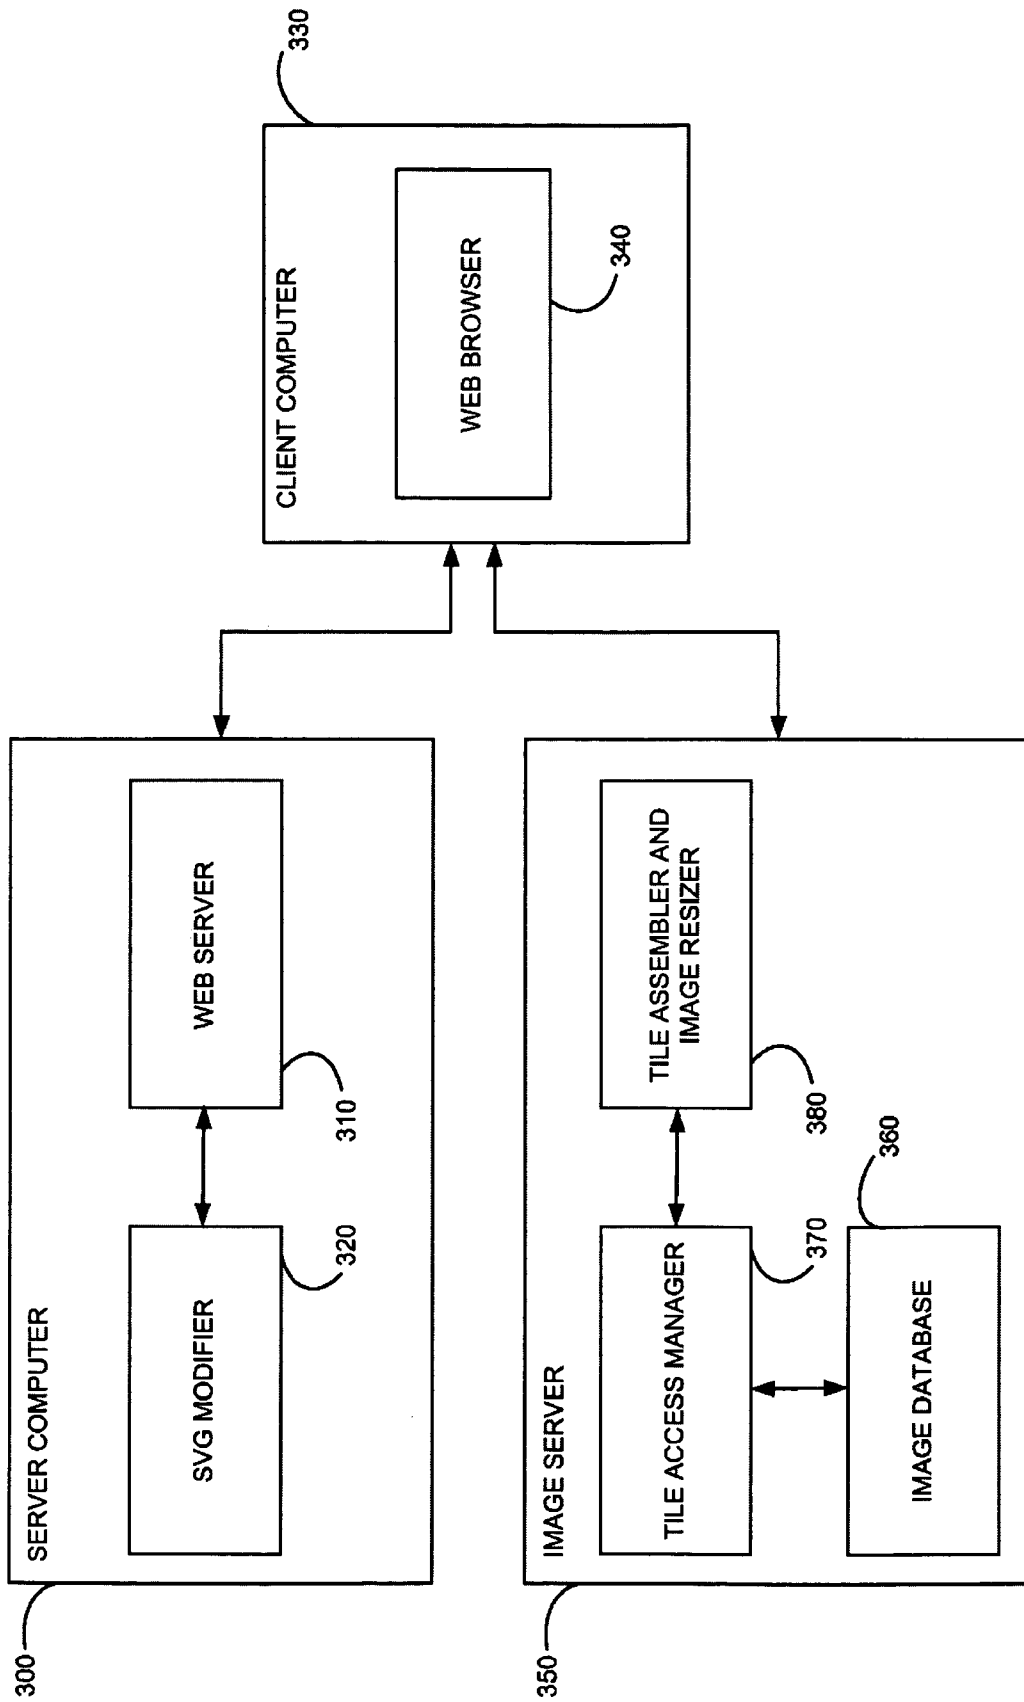 300
SERVER COMPUTER
SVG MODIFIER
320
WEB SERVER
310
CLIENT COMPUTER
330
WEB BROWSER
340
350
IMAGE SERVER
TILE ACCESS MANAGER
370
TILE ASSEMBLER AND
IMAGE RESIZER
380
IMAGE DATABASE
360